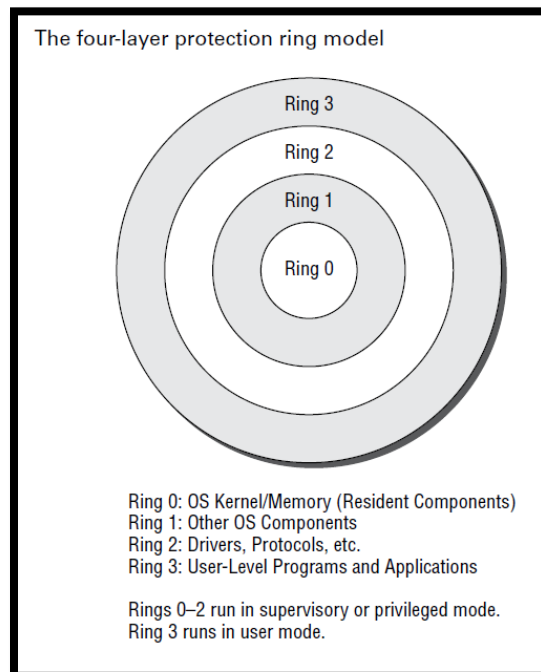 The four-layer protection ring model
Ring 3
Ring 2
Ring 1
Ring 0
Ring 0: OS Kernel/Memory (Resident Components)
Ring 1: Other OS Components
Ring 2: Drivers, Protocols, etc.
Ring 3: User-Level Programs and Applications
Rings 0–2 run in supervisory or privileged mode.
Ring 3 runs in user mode.